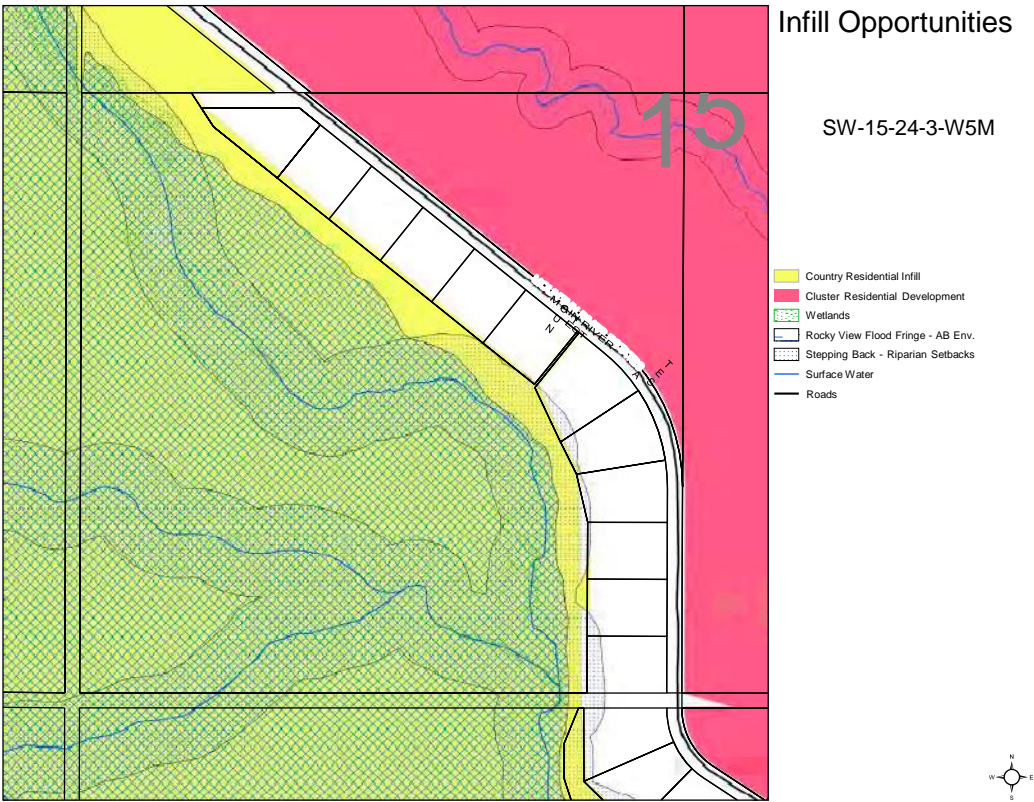 Infill Opportunities
15
SW-15-24-3-W5M
Country Residential Infill
Cluster Residential Development
Wetlands
Rocky View Flood Fringe - AB Env.
Stepping Back - Riparian Setbacks
Surface Water
Roads
RIVER
N
W
E
S